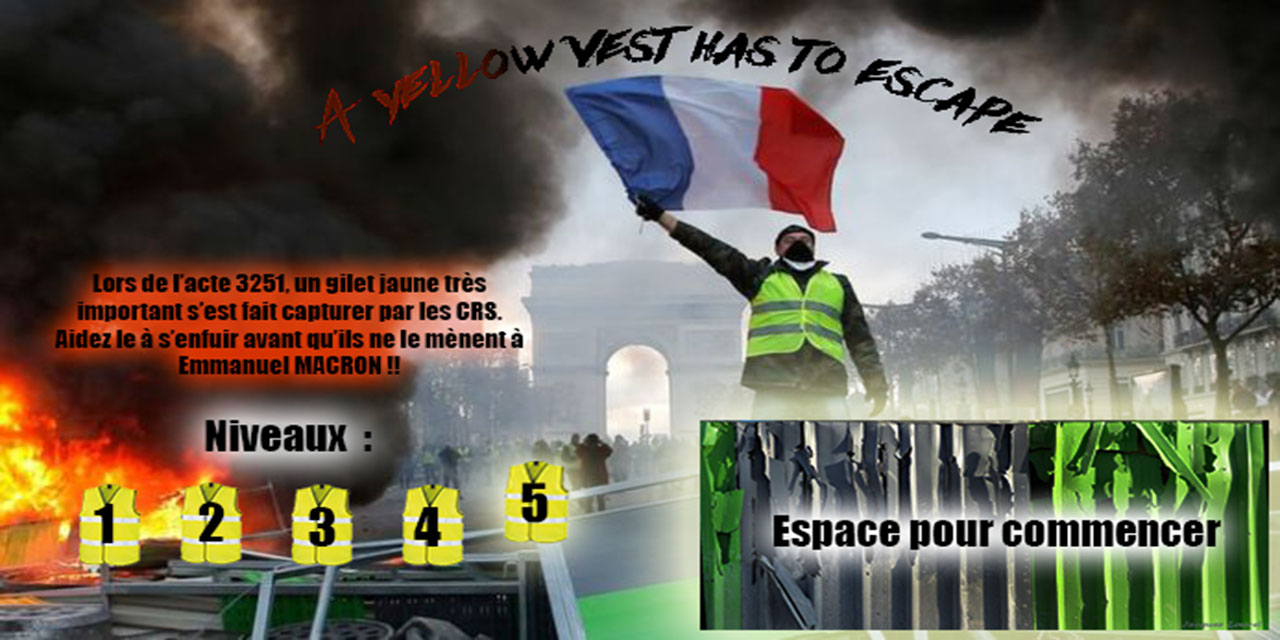 A YELLOW VEST HAS TO ESCAPE
Lors de l'acte 3251, un gilet jaune très
important s'est fait capturer par les CRS.
Aidez le à s'enfuir avant qu'ils ne le mènent à
Emmanuel MACRON !!
Niveaux :
1 2 3 4 5
Espace pour commencer